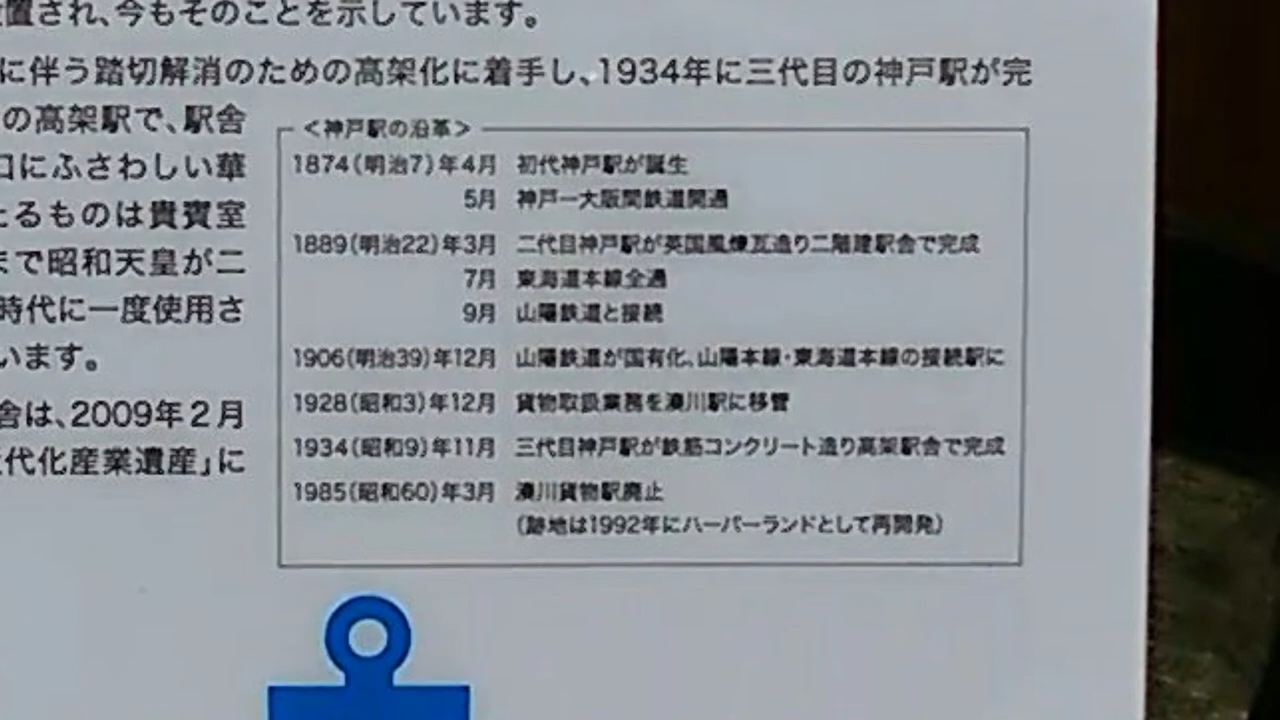 置され、今もそのことを示しています。
に伴う踏切解消のための高架化に着手し、1934年に三代目の神戸駅が完
の高架駅で、駅舎
口にふさわしい華
たるものは貴賓室
まで昭和天皇が二
時代に一度使用さ
います。
舎は、2009年2月
代化産業遺産」に
＜神戸駅の沿革＞
1874(明治7)年4月 初代神戸駅が誕生
5月 神戸ー大阪間鉄道開通
1889(明治22)年3月 二代目神戸駅が英国風煉瓦造り二階建駅舎で完成
7月 東海道本線全通
9月 山陽鉄道と接続
1906(明治39)年12月 山陽鉄道が国有化、山陽本線・東海道本線の接続駅に
1928(昭和3)年12月 貨物取扱業務を湊川駅に移管
1934(昭和9)年11月 三代目神戸駅が鉄筋コンクリート造り高架駅舎で完成
1985(昭和60)年3月 湊川貨物駅廃止
(跡地は1992年にハーバーランドとして再開発)